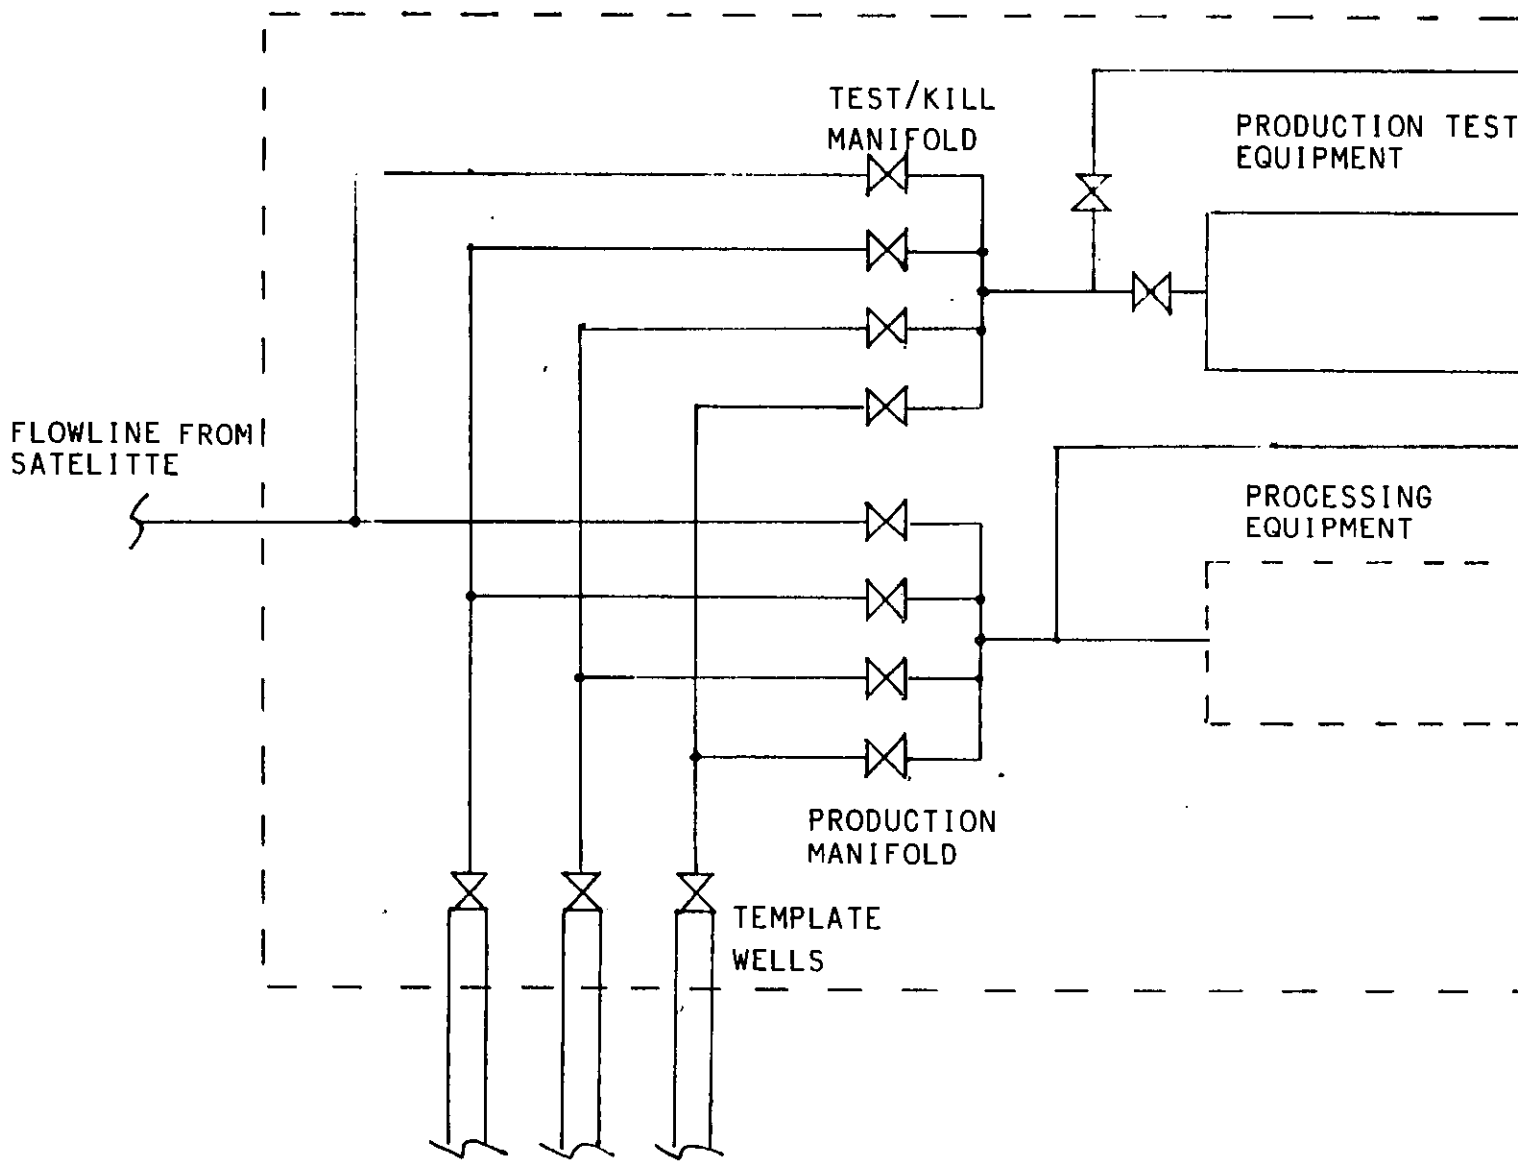 TEST/KILL
MANIFOLD
PRODUCTION TEST
EQUIPMENT
FLOWLINE FROM
SATELITTE
PROCESSING
EQUIPMENT
PRODUCTION
MANIFOLD
TEMPLATE
WELLS